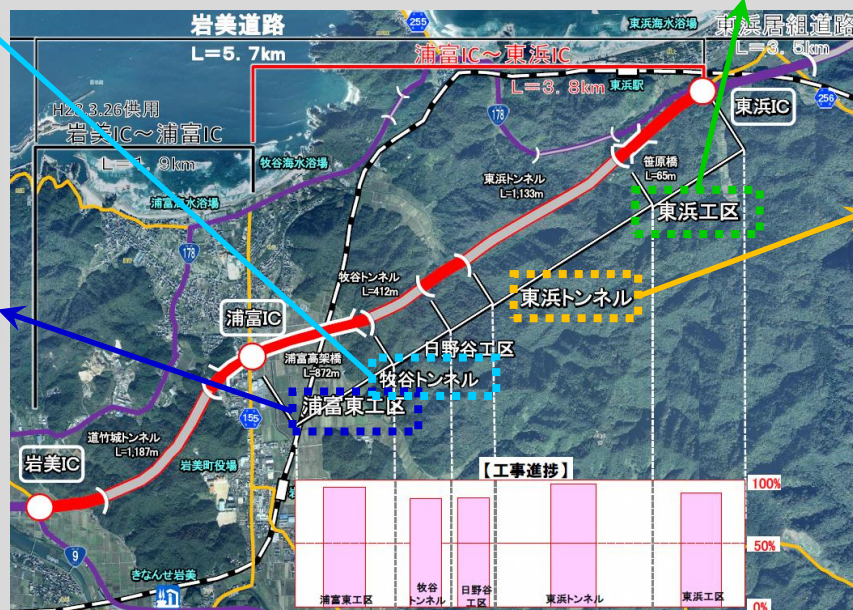 岩美道路
L=5.7km
255
東浜海水浴場
東浜居組道路
L=3.5km
浦富IC～東浜IC
L=3.8km
東浜駅
178
東浜IC
256
岩美IC～浦富IC
牧谷海水浴場
浦富海水浴場
178
東浜トンネル
L=1,133m
笹原橋
L=65m
東浜工区
牧谷トンネル
L=412m
東浜トンネル
浦富IC
浦富高架橋
L=872m
日野谷工区
牧谷トンネル
浦富東工区
155
道竹城トンネル
L=1,187m
岩美IC
岩美町役場
9
きなんせ岩美
【工事進捗】
100%
50%
0%
浦富東工区
牧谷
トンネル
日野谷
工区
東浜トンネル
東浜工区